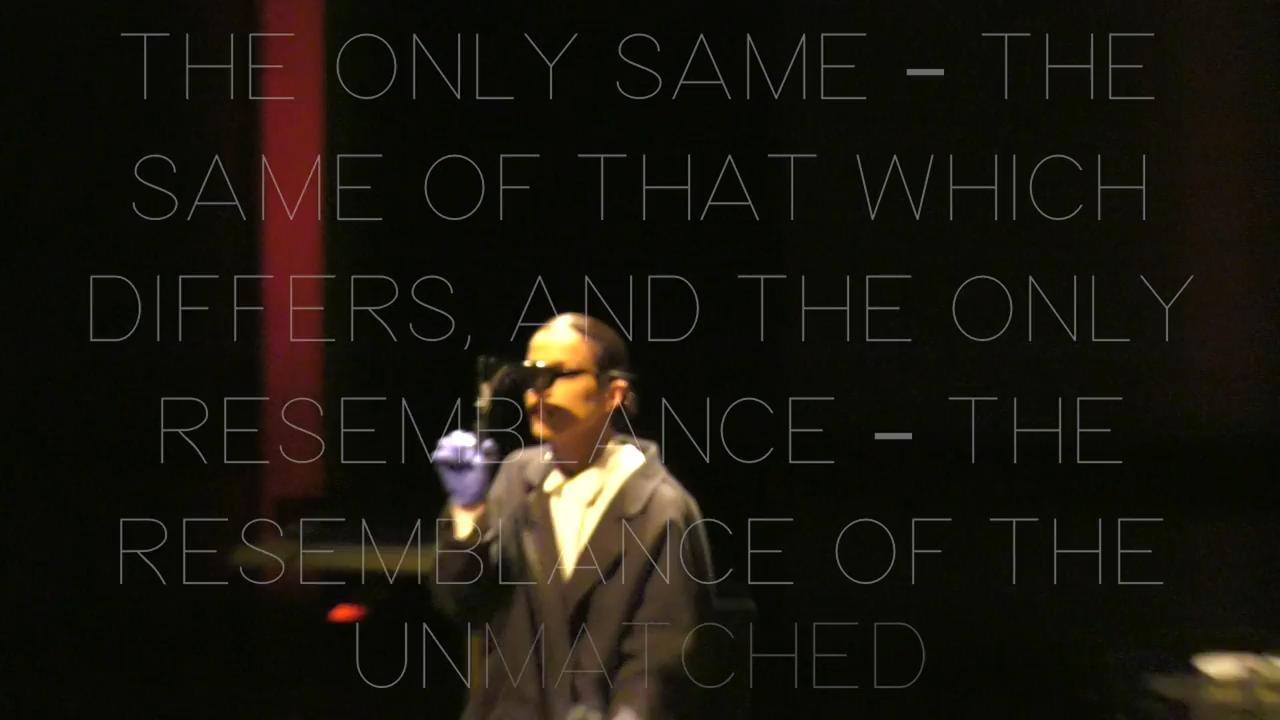 THE ONLY SAME – THE
SAME OF THAT WHICH
DIFFERS, AND THE ONLY
RESEMBLANCE – THE
RESEMBLANCE OF THE
UNMATCHED